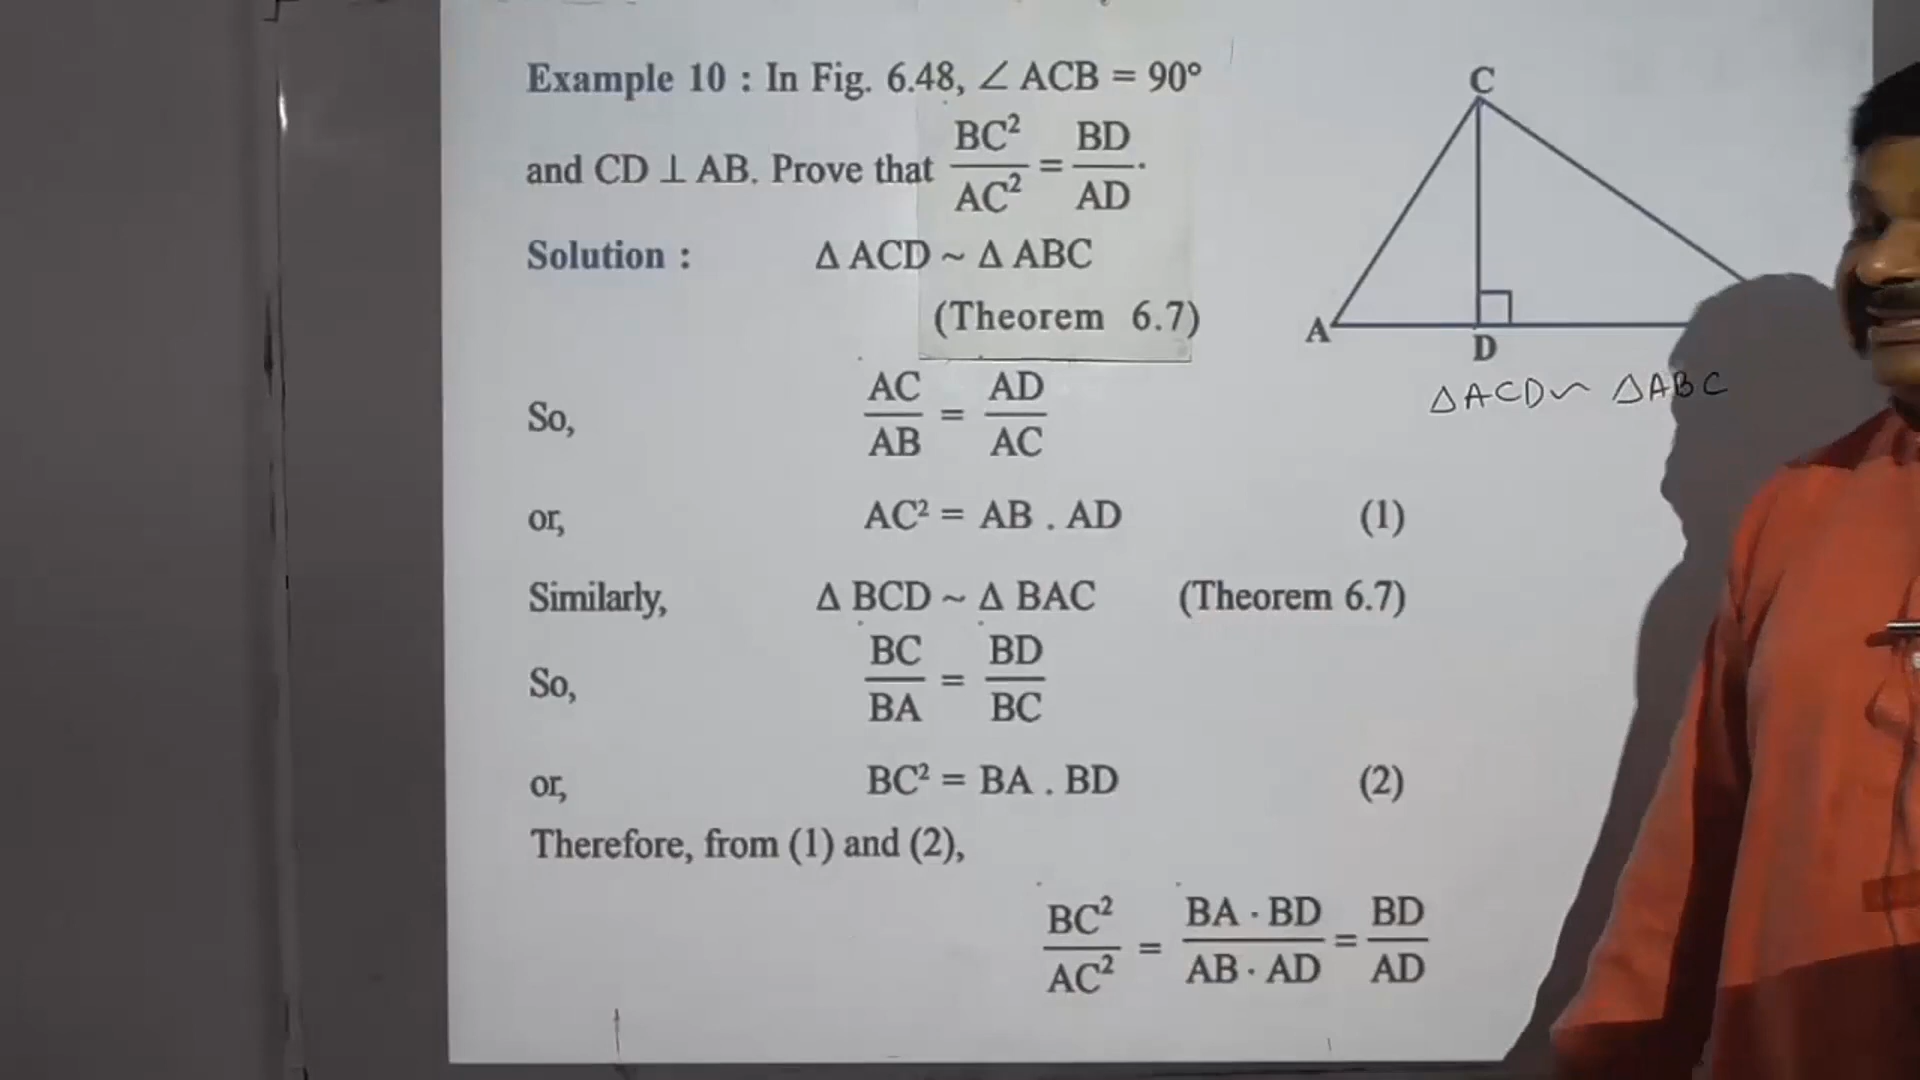 Example 10 : In Fig. 6.48, ∠ ACB = 90°
and CD ⊥ AB. Prove that BC²/AC² = BD/AD.
Solution : Δ ACD ~ Δ ABC
(Theorem 6.7)
So, AC/AB = AD/AC
or, AC² = AB . AD (1)
Similarly, Δ BCD ~ Δ BAC (Theorem 6.7)
So, BC/BA = BD/BC
or, BC² = BA . BD (2)
Therefore, from (1) and (2),
BC²/AC² = BA · BD/AB · AD = BD/AD
C
A
D
ΔACD ~ ΔABC